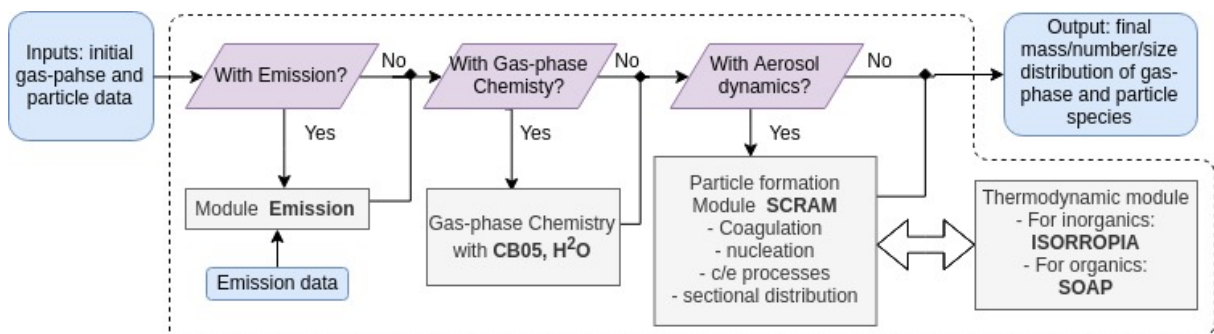 Inputs: initial
gas-pahse and
particle data
With Emission?
No
Yes
Module Emission
Emission data
With Gas-phase
Chemisty?
No
Yes
Gas-phase Chemistry
with CB05, H²O
With Aerosol
dynamics?
No
Yes
Particle formation
Module SCRAM
- Coagulation
- nucleation
- c/e processes
- sectional distribution
Thermodynamic module
- For inorganics:
ISORROPIA
- For organics:
SOAP
Output: final
mass/number/size
distribution of gas-
phase and particle
species